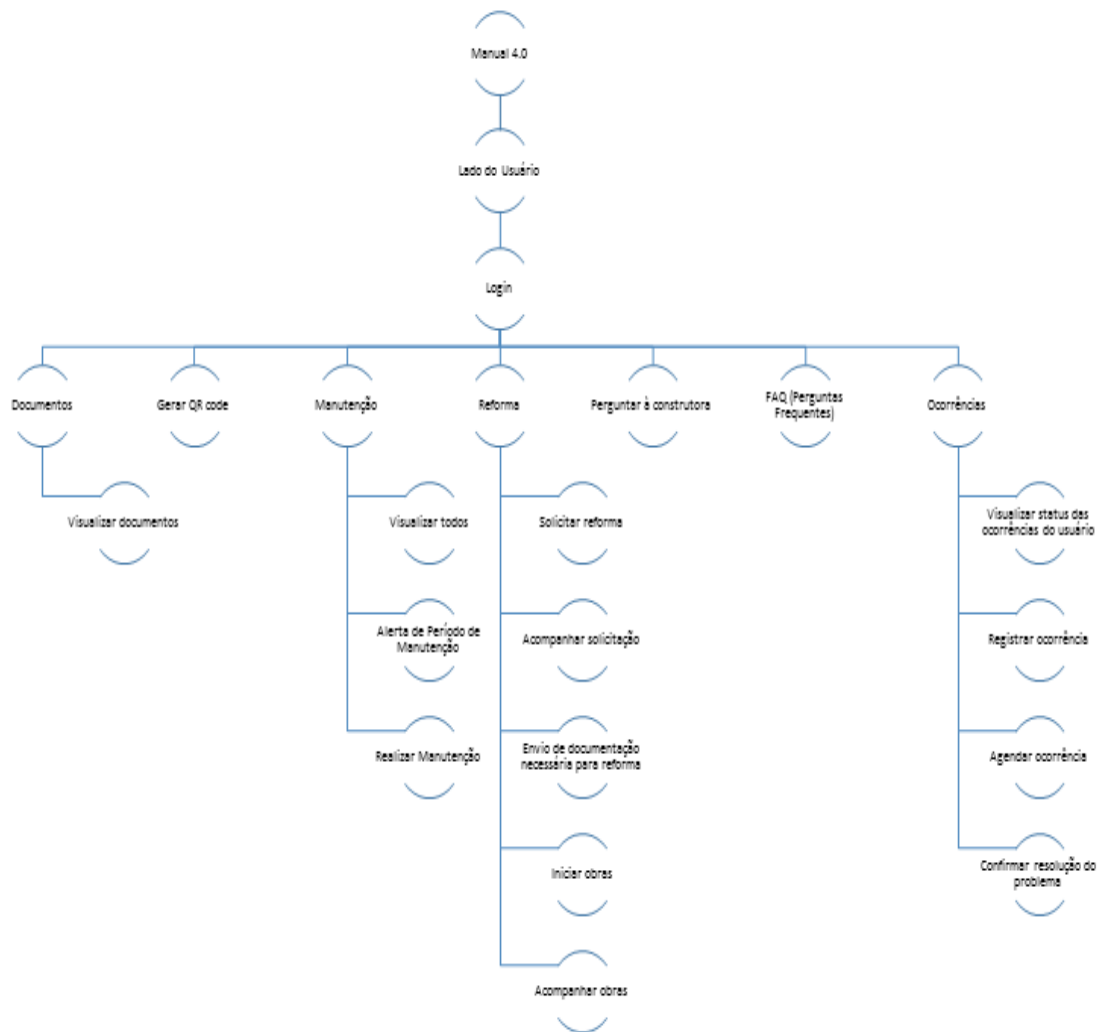 Manual 4.0
Lado do Usuário
Login
Documentos
Gerar QR code
Manutenção
Reforma
Perguntar à construtora
FAQ (Perguntas
Frequentes)
Ocorrências
Visualizar documentos
Visualizar todos
Solicitar reforma
Visualizar status das
ocorrências do usuário
Alerta de Período de
Manutenção
Acompanhar solicitação
Registrar ocorrência
Realizar Manutenção
Envio de documentação
necessária para reforma
Agendar ocorrência
Iniciar obras
Confirmar resolução do
problema
Acompanhar obras